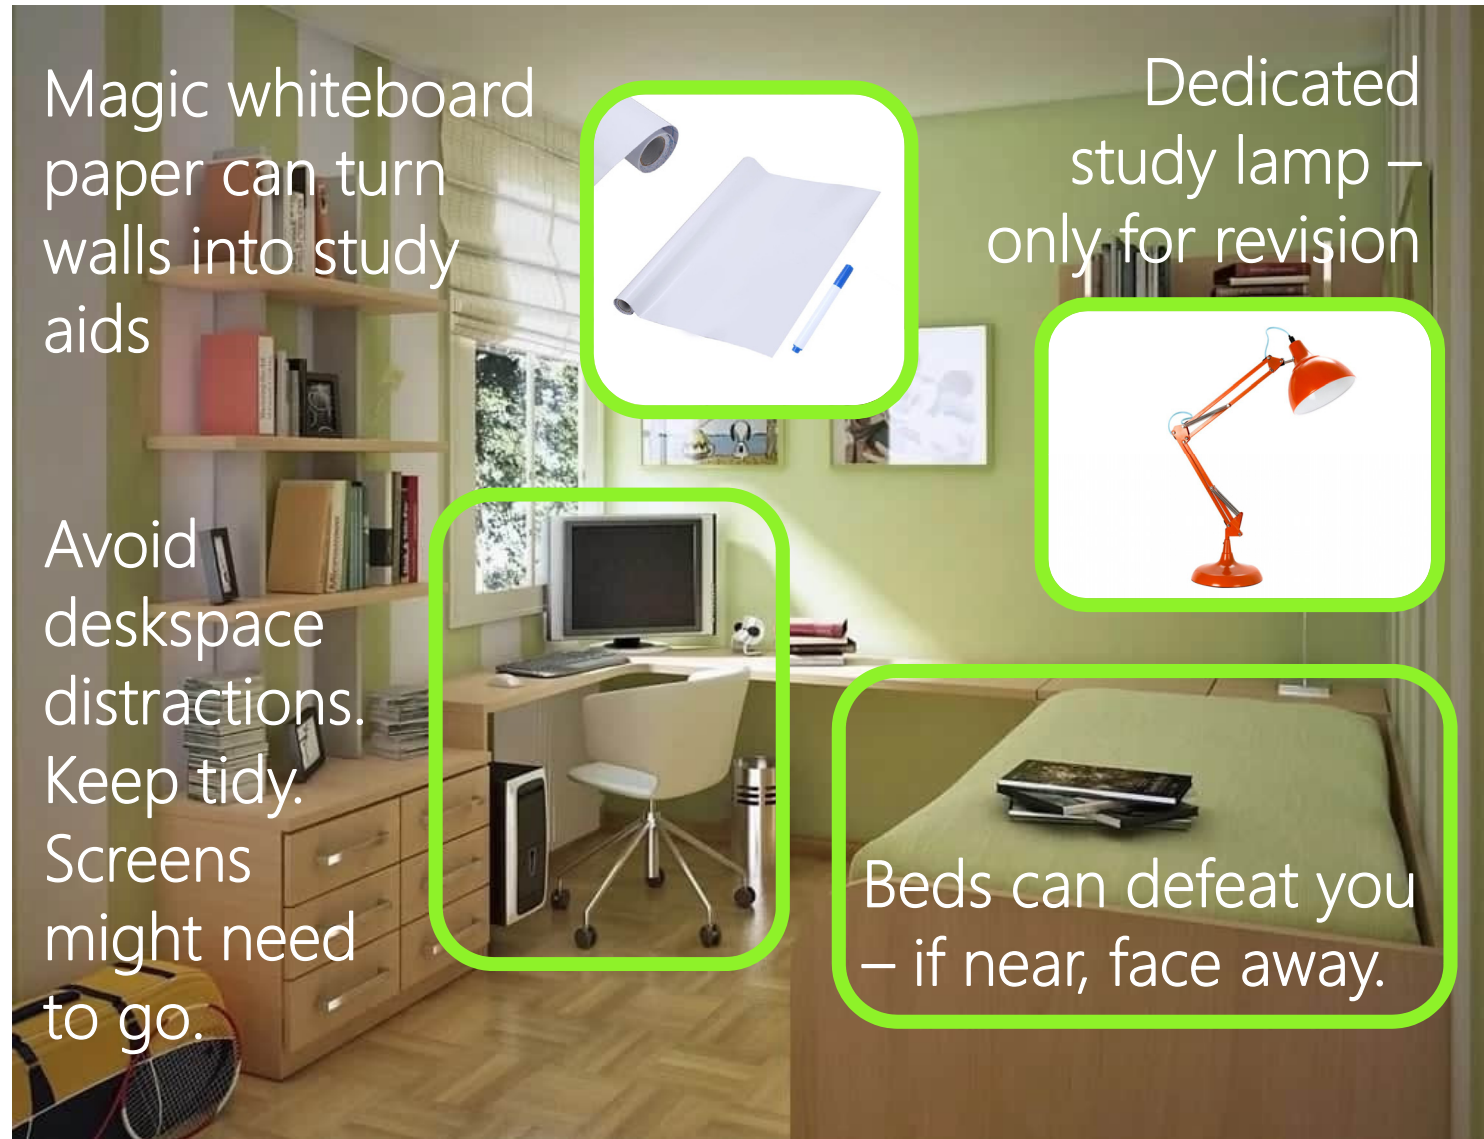 Magic whiteboard
paper can turn
walls into study
aids
Dedicated
study lamp –
only for revision
Avoid
deskspace
distractions.
Keep tidy.
Screens
might need
to go.
Beds can defeat you
– if near, face away.